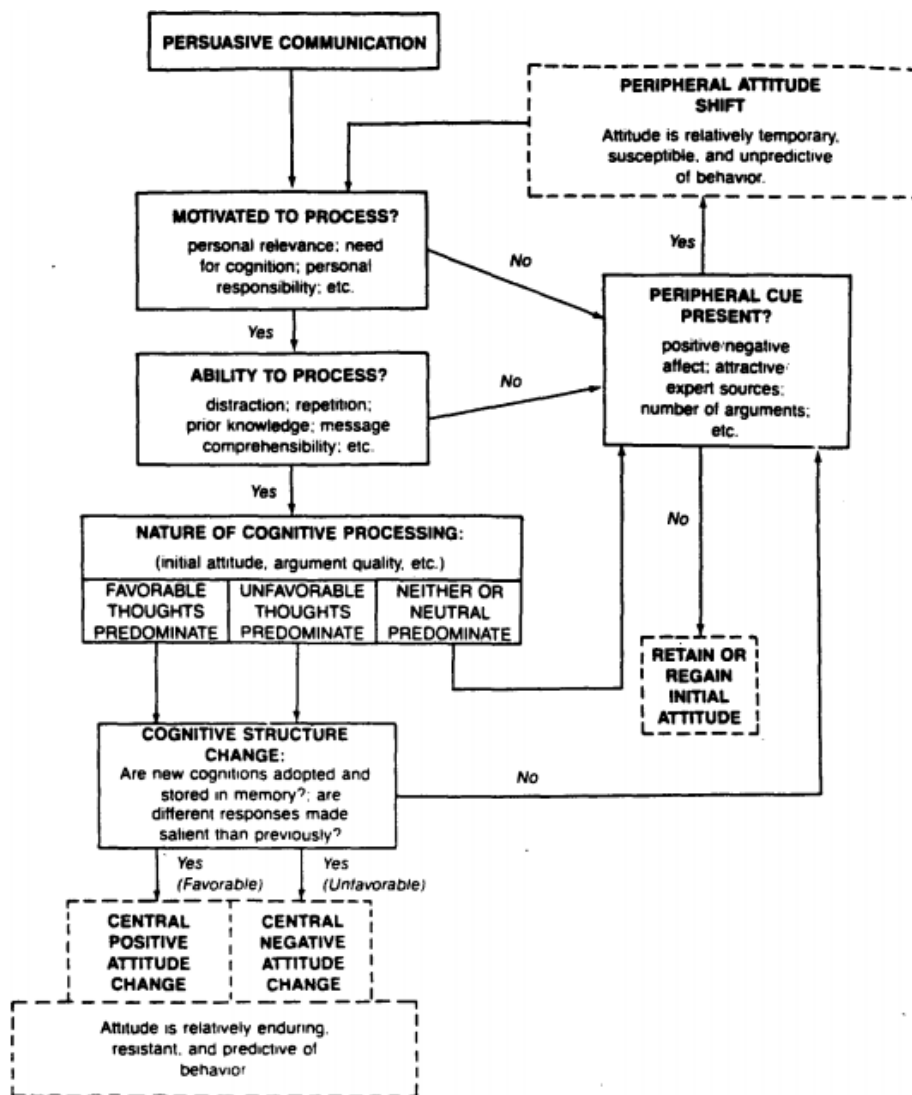 PERSUASIVE COMMUNICATION
PERIPHERAL ATTITUDE
SHIFT
Attitude is relatively temporary,
susceptible, and unpredictive
of behavior.
MOTIVATED TO PROCESS?
personal relevance; need
for cognition; personal
responsibility; etc.
No
Yes
Yes
PERIPHERAL CUE
PRESENT?
positive/negative
affect; attractive/
expert sources;
number of arguments;
etc.
ABILITY TO PROCESS?
distraction; repetition;
prior knowledge; message
comprehensibility; etc.
No
Yes
No
NATURE OF COGNITIVE PROCESSING:
(initial attitude, argument quality, etc.)
FAVORABLE
THOUGHTS
PREDOMINATE
UNFAVORABLE
THOUGHTS
PREDOMINATE
NEITHER OR
NEUTRAL
PREDOMINATE
RETAIN OR
REGAIN
INITIAL
ATTITUDE
COGNITIVE STRUCTURE
CHANGE:
Are new cognitions adopted and
stored in memory?; are
different responses made
salient than previously?
No
Yes
(Favorable)
Yes
(Unfavorable)
CENTRAL
POSITIVE
ATTITUDE
CHANGE
CENTRAL
NEGATIVE
ATTITUDE
CHANGE
Attitude is relatively enduring,
resistant, and predictive of
behavior